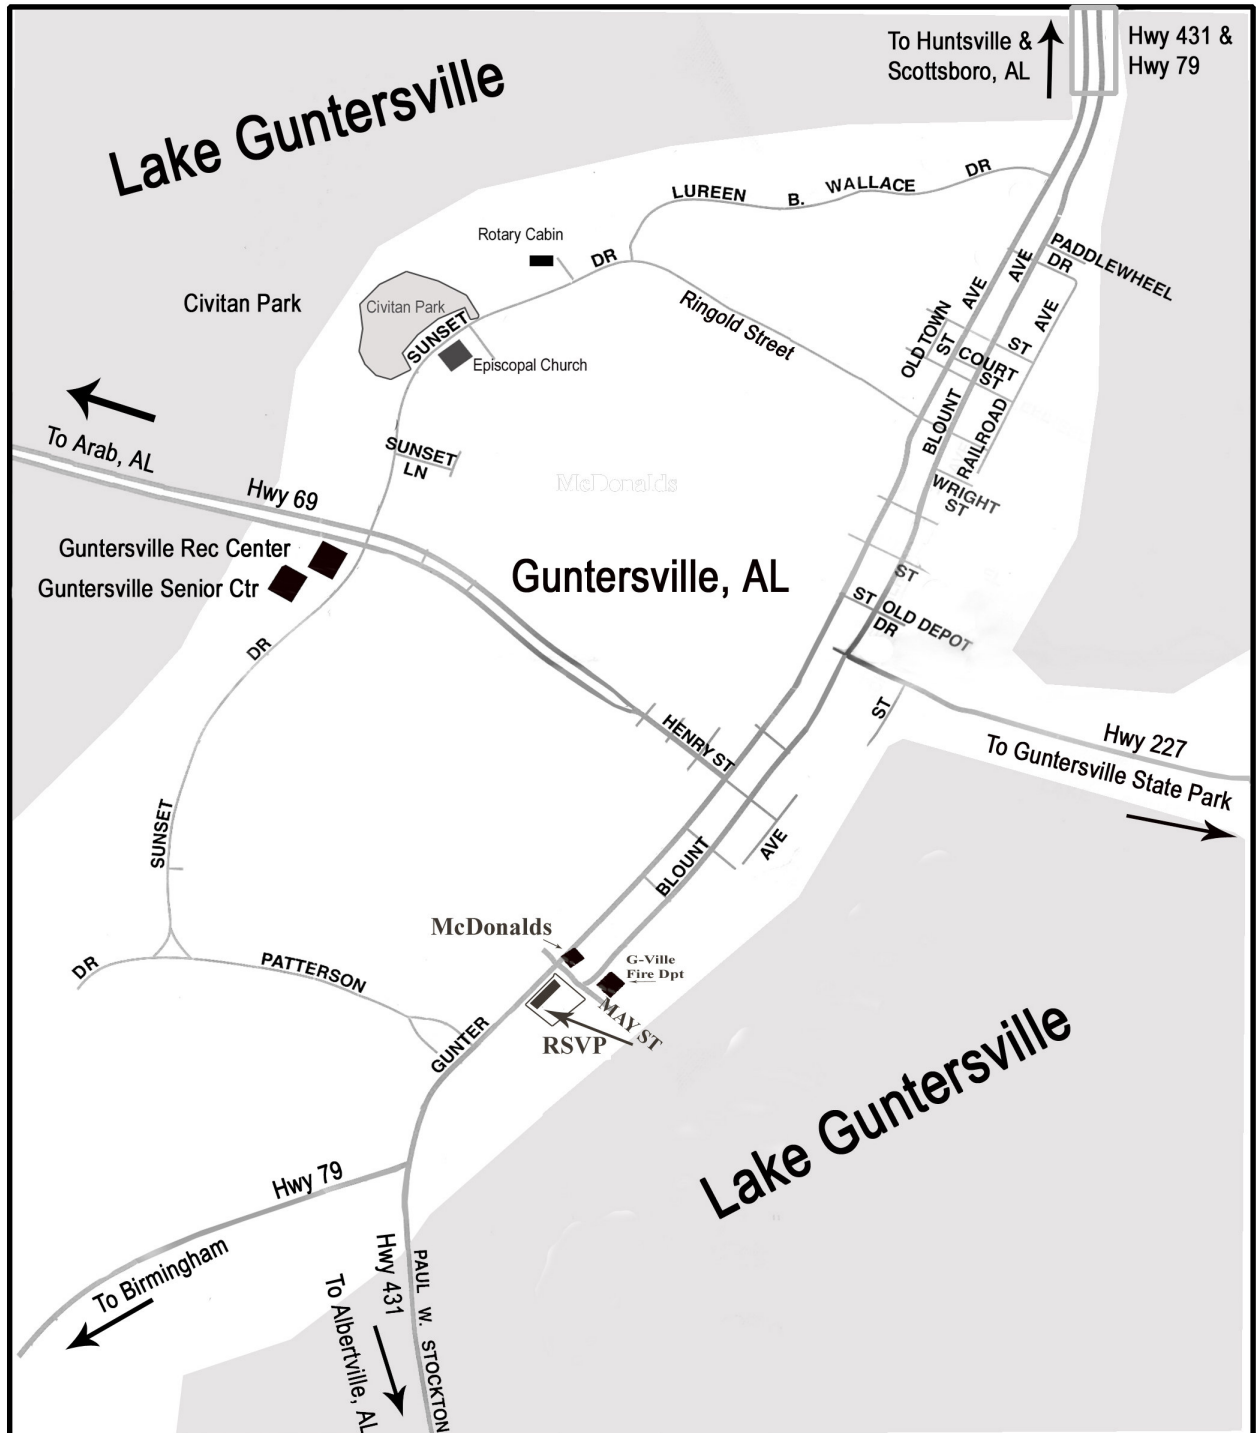 To Huntsville &
Scottsboro, AL
Hwy 431 &
Hwy 79
Lake Guntersville
LUREEN B. WALLACE DR
Rotary Cabin
DR
PADDLEWHEEL
DR
AVE
AVE
Civitan Park
Civitan Park
SUNSET
Ringold Street
OLD TOWN
ST
AVE
ST
COURT
ST
Episcopal Church
To Arab, AL
BLOUNT
RAILROAD
SUNSET
LN
Hwy 69
McDonalds
WRIGHT
ST
Guntersville Rec Center
Guntersville Senior Ctr
Guntersville, AL
ST
ST
OLD DEPOT
DR
DR
ST
HENRY ST
Hwy 227
To Guntersville State Park
SUNSET
BLOUNT
AVE
McDonalds
G-Ville
Fire Dpt
DR
PATTERSON
MAY ST
GUNTER
RSVP
Lake Guntersville
Hwy 79
To Birmingham
Hwy 431
To Albertville, AL
PAUL W. STOCKTON